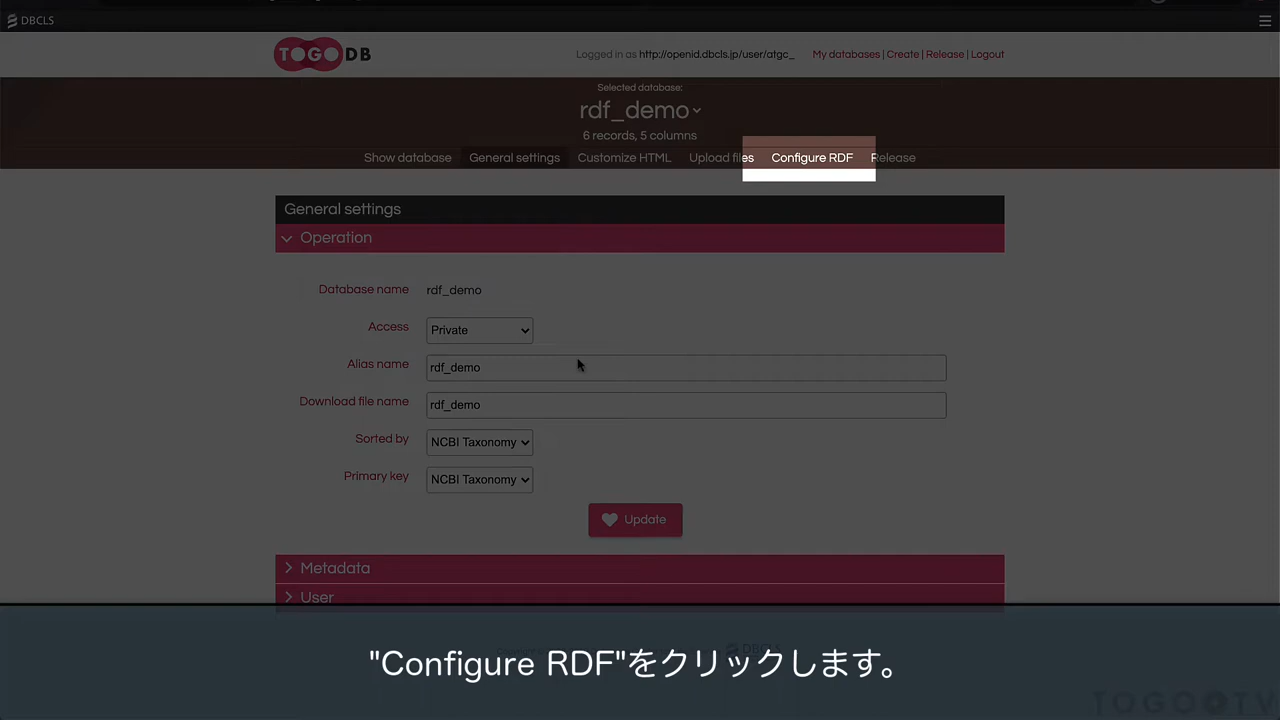 DBCLS
TOGO DB
Logged in as http://openid.dbcls.jp/user/atgc_
My databases | Create | Release | Logout
Selected database:
rdf_demo
6 records, 5 columns
Show database General settings Customize HTML Upload files Configure RDF Release
General settings
Operation
Database name rdf_demo
Access Private
Alias name rdf_demo
Download file name rdf_demo
Sorted by NCBI Taxonomy
Primary key NCBI Taxonomy
Update
Metadata
User
"Configure RDF"をクリックします。
TOGO TV